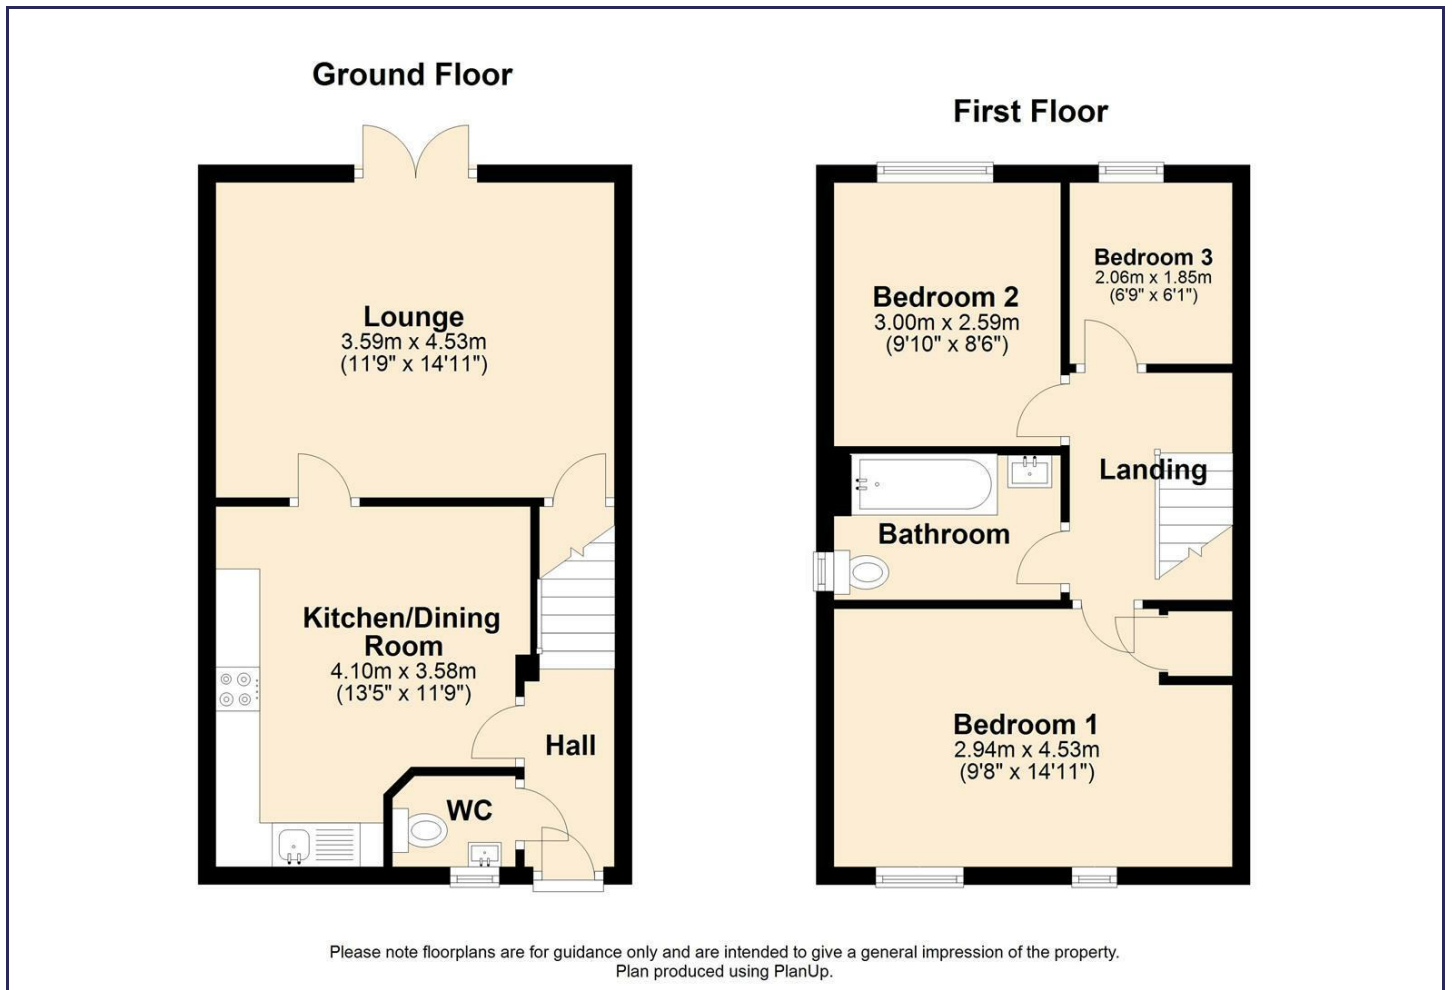 Ground Floor
First Floor
Lounge
3.59m x 4.53m
(11'9" x 14'11")
Kitchen/Dining
Room
4.10m x 3.58m
(13'5" x 11'9")
Hall
WC
Bedroom 2
3.00m x 2.59m
(9'10" x 8'6")
Bedroom 3
2.06m x 1.85m
(6'9" x 6'1")
Landing
Bathroom
Bedroom 1
2.94m x 4.53m
(9'8" x 14'11")
Please note floorplans are for guidance only and are intended to give a general impression of the property.
Plan produced using PlanUp.